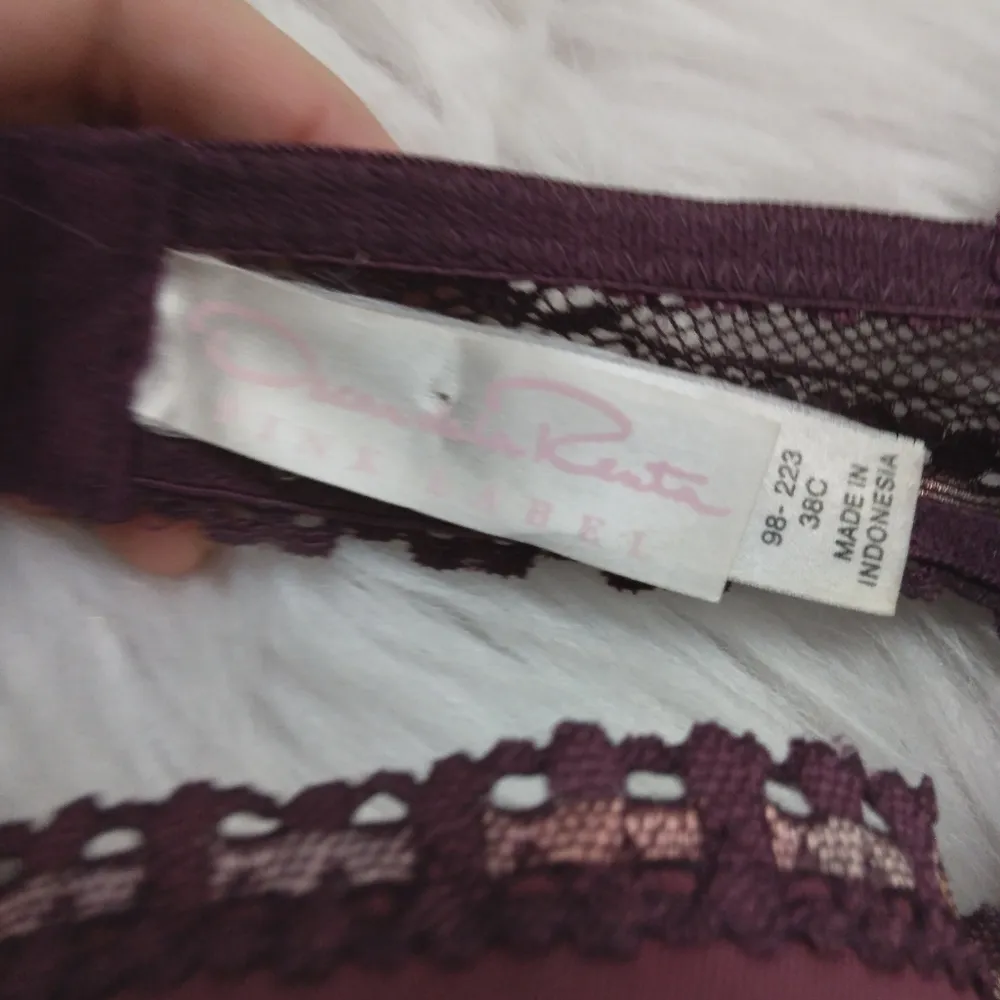 Oscar de la Renta
PINK LABEL
98-223
38C
MADE IN
INDONESIA